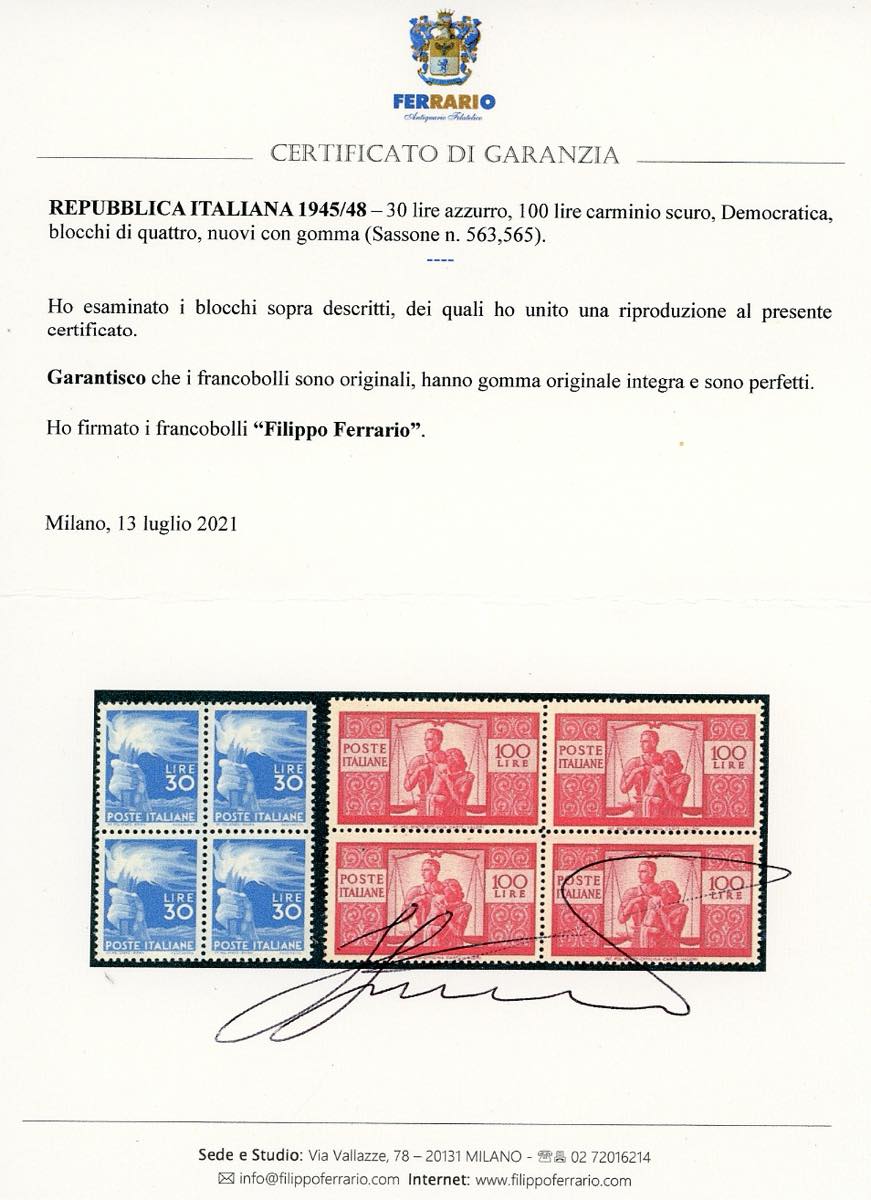 FERRARIO
Antiquario Filatelico
CERTIFICATO DI GARANZIA
REPUBBLICA ITALIANA 1945/48 – 30 lire azzurro, 100 lire carminio scuro, Democratica,
blocchi di quattro, nuovi con gomma (Sassone n. 563,565).
----
Ho esaminato i blocchi sopra descritti, dei quali ho unito una riproduzione al presente
certificato.
Garantisco che i francobolli sono originali, hanno gomma originale integra e sono perfetti.
Ho firmato i francobolli “Filippo Ferrario”.
Milano, 13 luglio 2021
LIRE
30
POSTE ITALIANE
LIRE
30
POSTE ITALIANE
POSTE
ITALIANE
100
LIRE
POSTE
ITALIANE
100
LIRE
LIRE
30
POSTE ITALIANE
LIRE
30
POSTE ITALIANE
POSTE
ITALIANE
100
LIRE
POSTE
ITALIANE
100
LIRE
Sede e Studio: Via Vallazze, 78 – 20131 MILANO - 02 72016214
info@filippoferrario.com Internet: www.filippoferrario.com